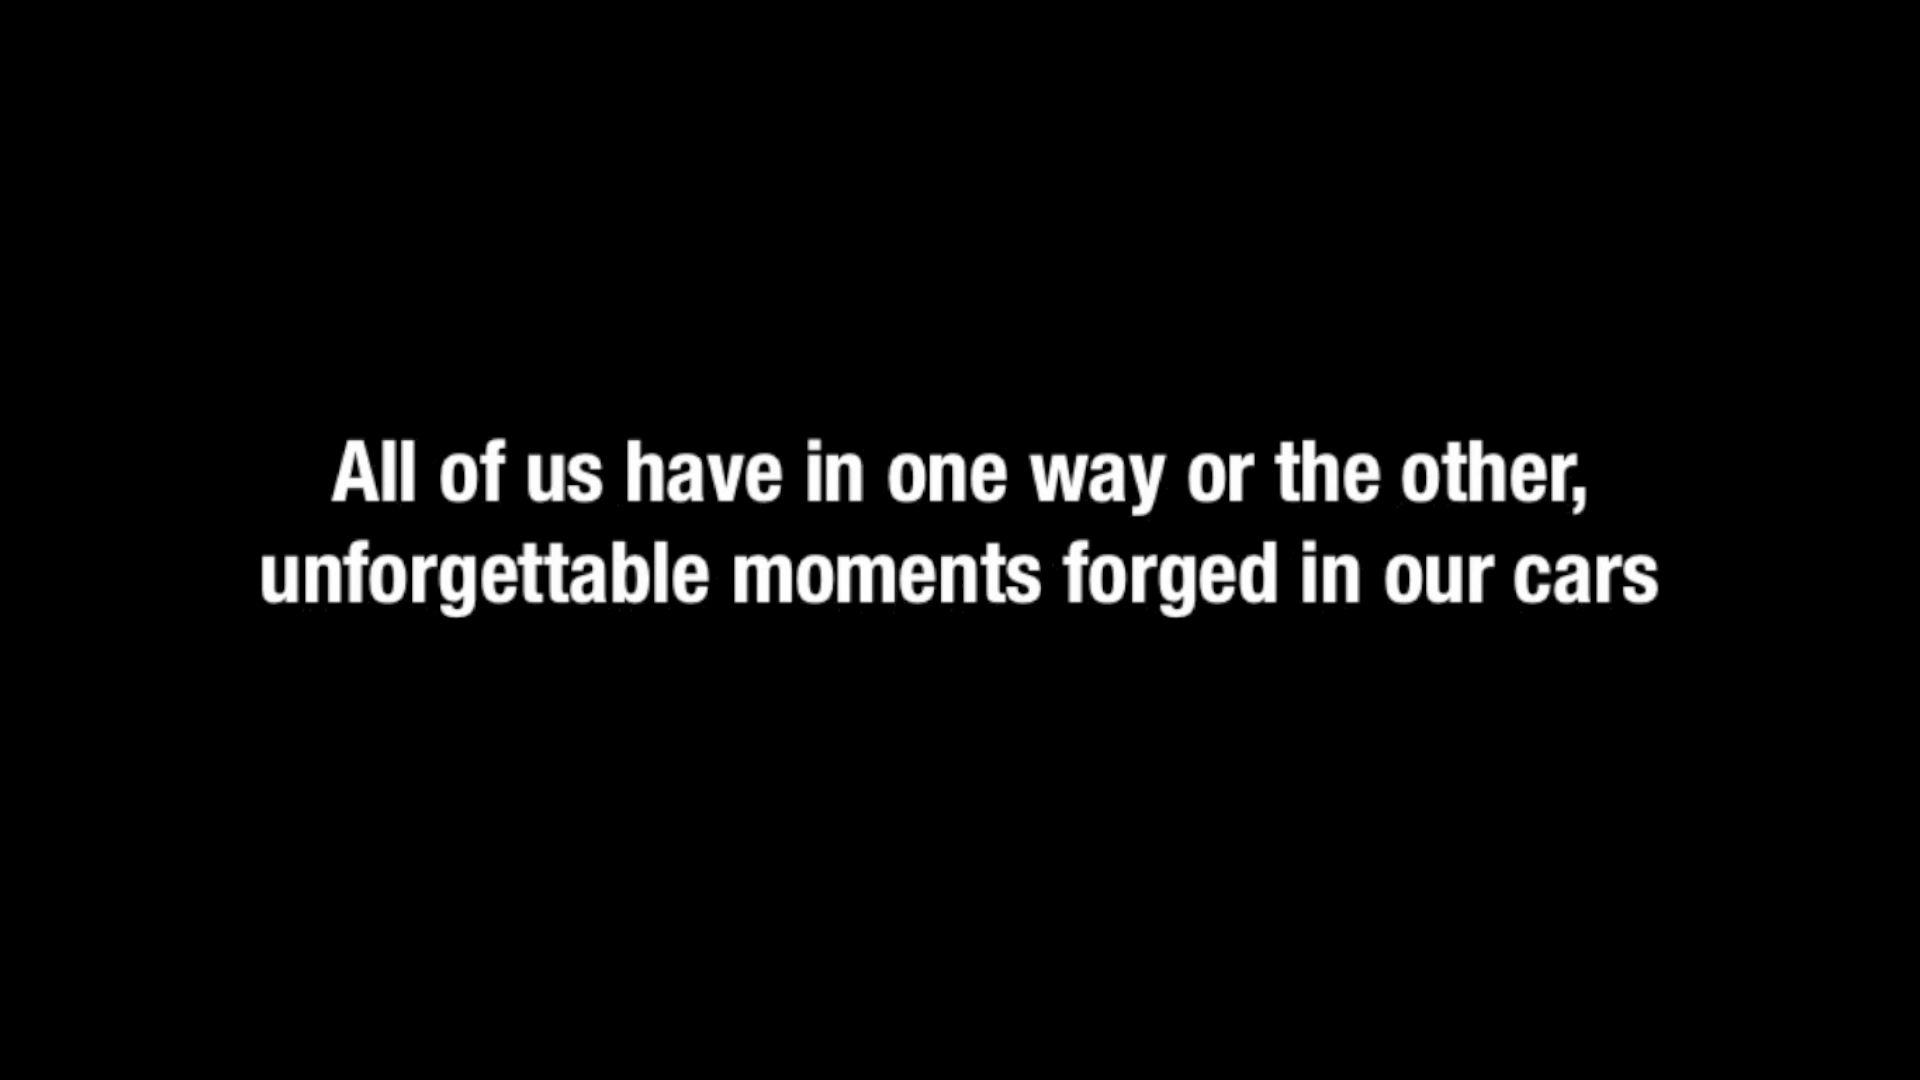 All of us have in one way or the other,
unforgettable moments forged in our cars